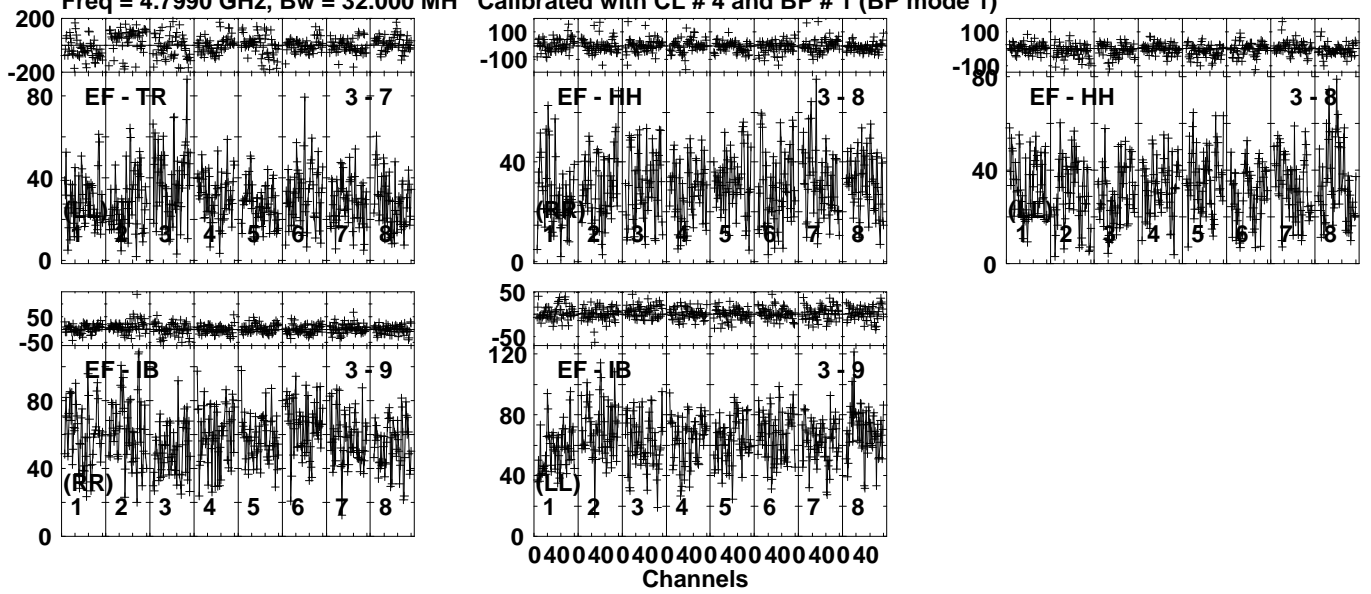 Freq = 4.7990 GHz, Bw = 32.000 MH Calibrated with CL # 4 and BP # 1 (BP mode 1)
200
-200
80
40
0
EF - TR 3 - 7
(LL)
1 2 3 4 5 6 7 8
100
-100
40
0
EF - HH 3 - 8
(RR)
1 2 3 4 5 6 7 8
100
-100
80
40
0
EF - HH 3 - 8
(LL)
1 2 3 4 5 6 7 8
50
-50
80
40
0
EF - IB 3 - 9
(RR)
1 2 3 4 5 6 7 8
50
-50
120
80
40
0
EF - IB 3 - 9
(LL)
1 2 3 4 5 6 7 8
0 40 0 40 0 40 0 40 0 40 0 40 0 40 0 40
Channels